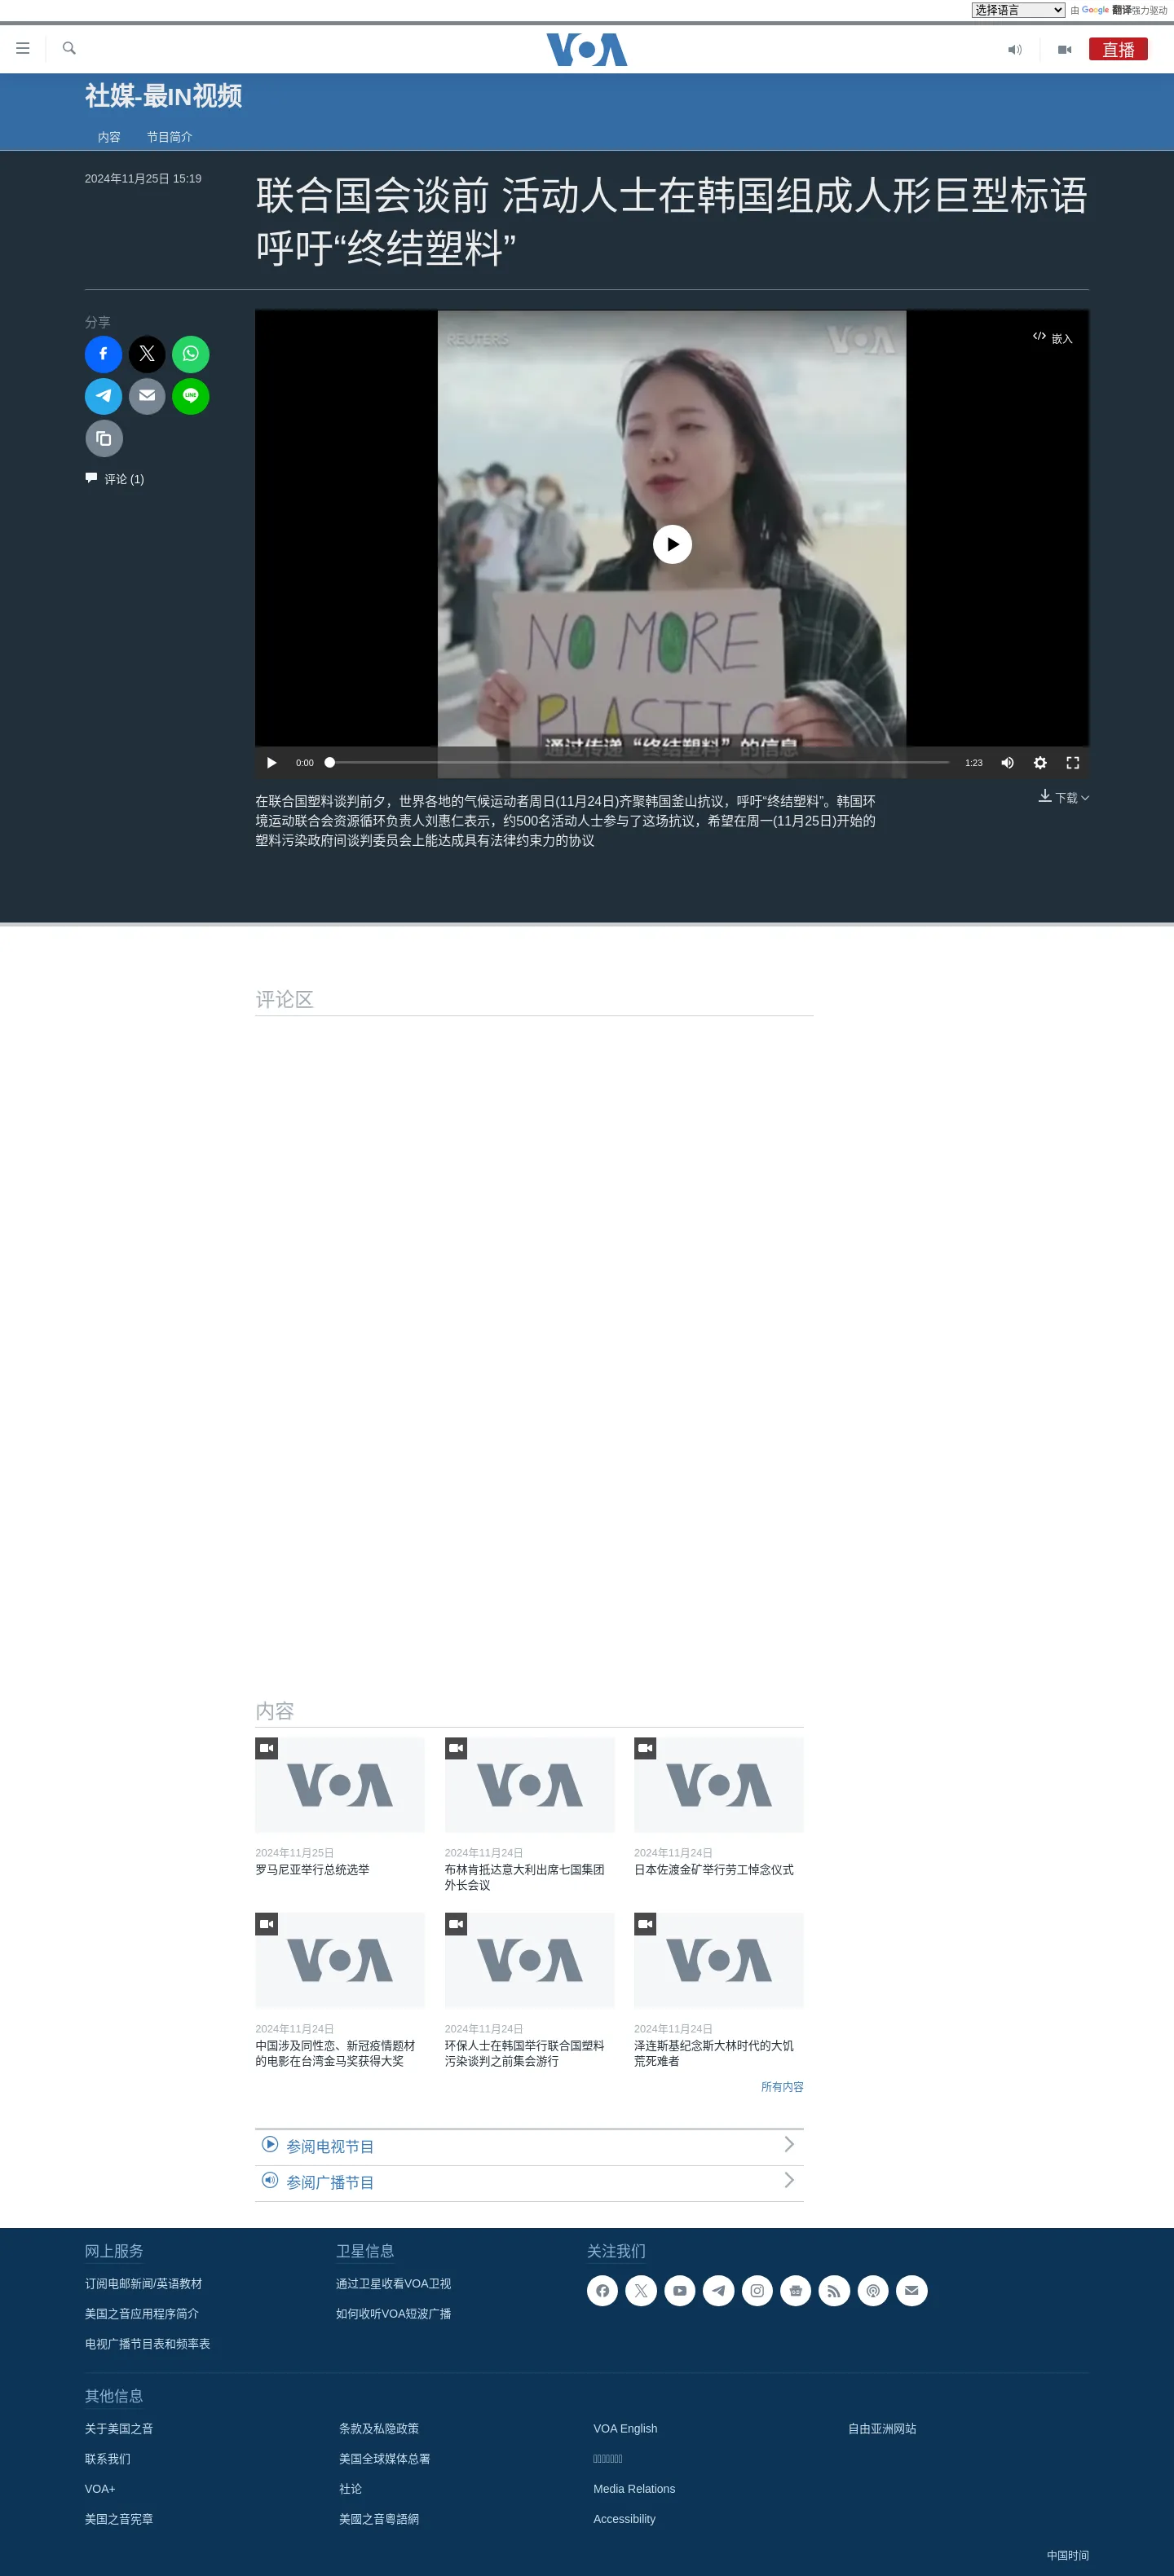 选择语言
由 Google 翻译强力驱动
VOA
直播
社媒-最IN视频
内容 节目简介
2024年11月25日 15:19
联合国会谈前 活动人士在韩国组成人形巨型标语
呼吁“终结塑料”
分享
评论 (1)
REUTERS
VOA
嵌入
NO MORE
PLASTIC
通过传递“终结塑料”的信息
0:00
1:23
在联合国塑料谈判前夕，世界各地的气候运动者周日(11月24日)齐聚韩国釜山抗议，呼吁“终结塑料”。韩国环
境运动联合会资源循环负责人刘惠仁表示，约500名活动人士参与了这场抗议，希望在周一(11月25日)开始的
塑料污染政府间谈判委员会上能达成具有法律约束力的协议
下载
评论区
内容
VOA
VOA
VOA
2024年11月25日
罗马尼亚举行总统选举
2024年11月24日
布林肯抵达意大利出席七国集团
外长会议
2024年11月24日
日本佐渡金矿举行劳工悼念仪式
VOA
VOA
VOA
2024年11月24日
中国涉及同性恋、新冠疫情题材
的电影在台湾金马奖获得大奖
2024年11月24日
环保人士在韩国举行联合国塑料
污染谈判之前集会游行
2024年11月24日
泽连斯基纪念斯大林时代的大饥
荒死难者
所有内容
参阅电视节目
参阅广播节目
网上服务
订阅电邮新闻/英语教材
美国之音应用程序简介
电视广播节目表和频率表
卫星信息
通过卫星收看VOA卫视
如何收听VOA短波广播
关注我们
其他信息
关于美国之音
联系我们
VOA+
美国之音宪章
条款及私隐政策
美国全球媒体总署
社论
美國之音粵語網
VOA English
Media Relations
Accessibility
自由亚洲网站
中国时间